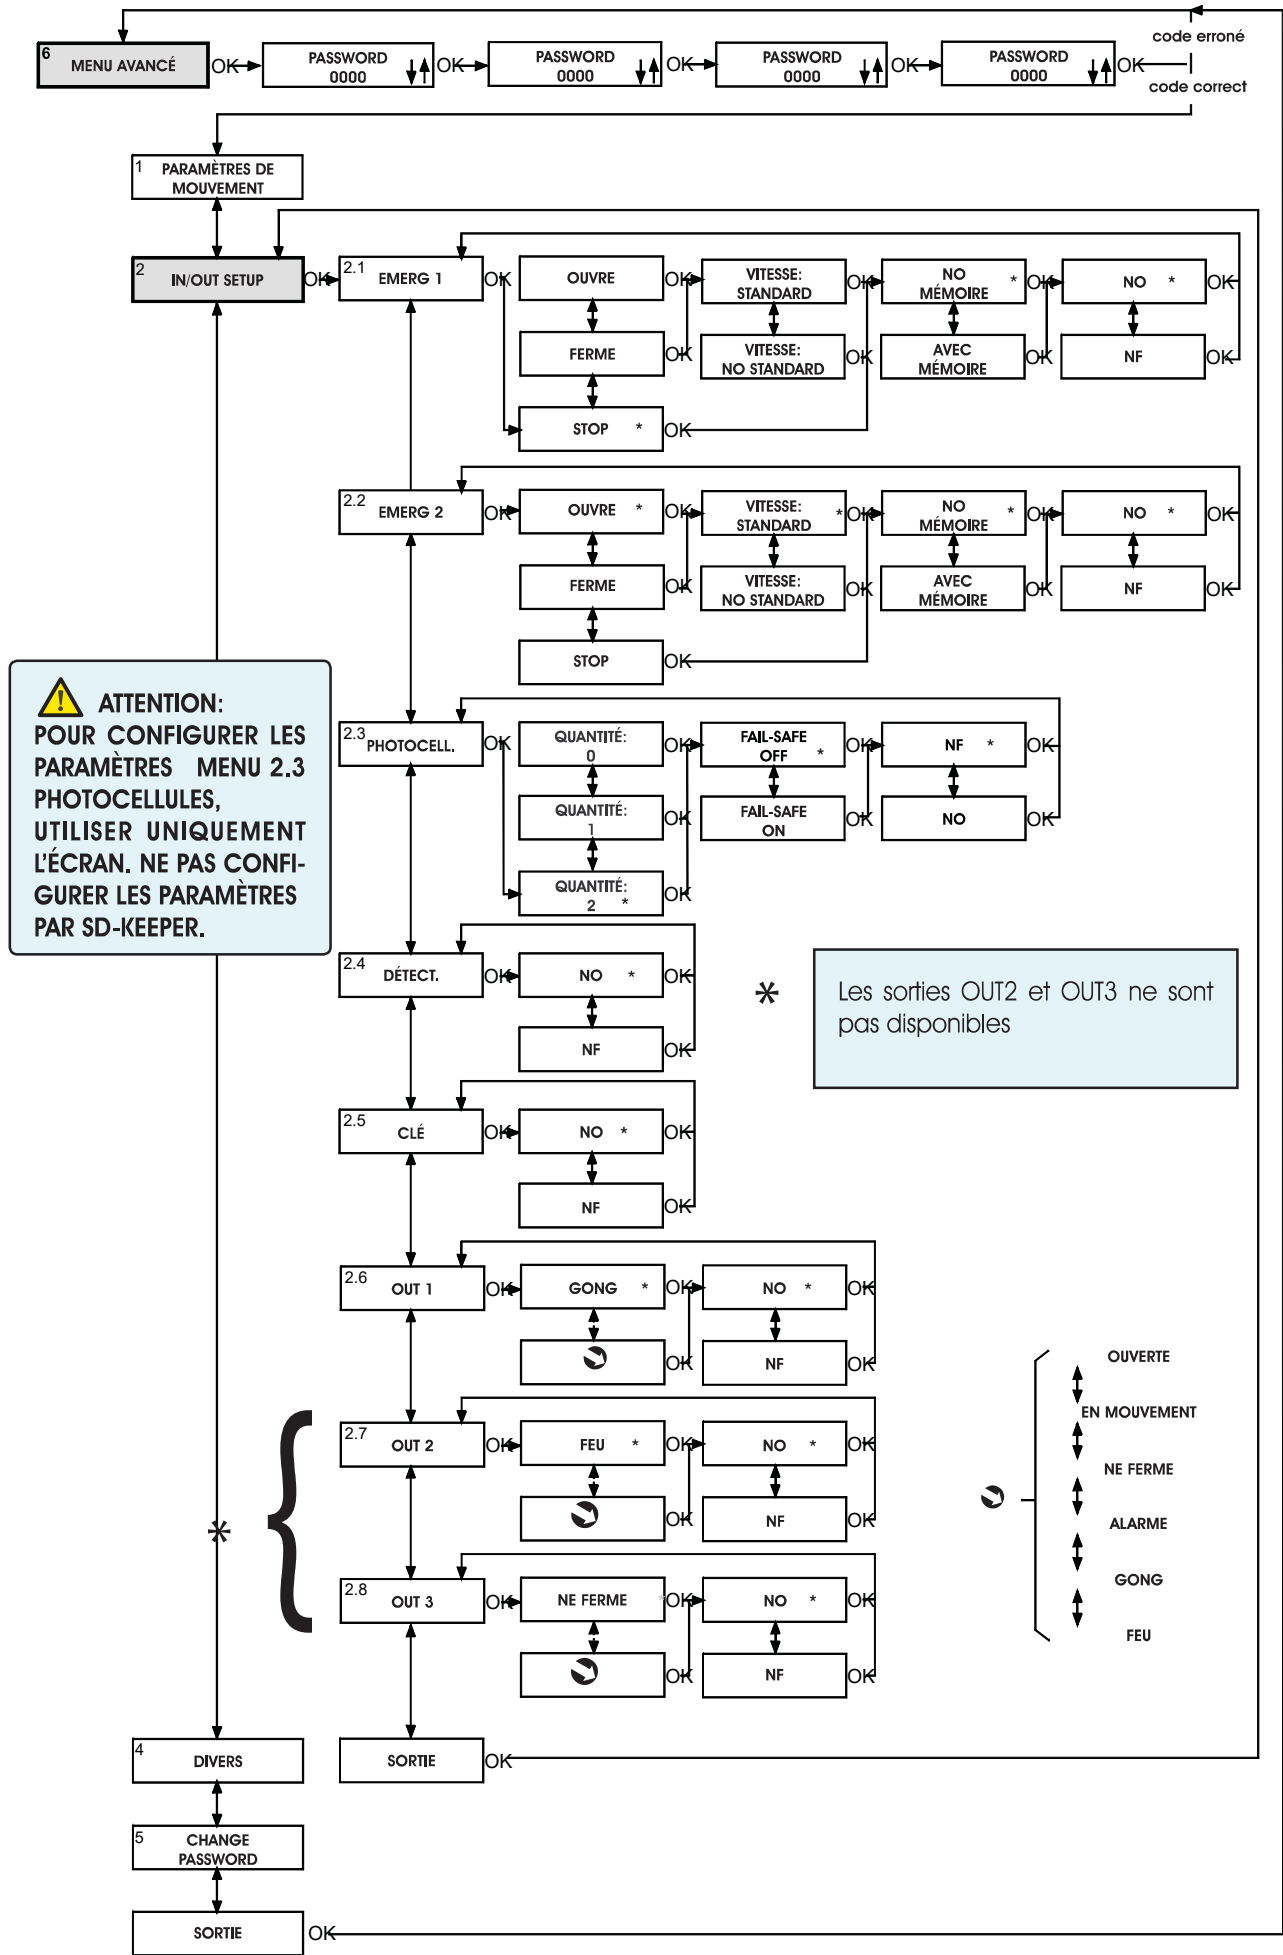 code erroné
6
MENU AVANCÉ OK PASSWORD
0000 OK PASSWORD
0000 OK PASSWORD
0000 OK PASSWORD
0000 OK
code correct
1
PARAMÈTRES DE
MOUVEMENT
2
IN/OUT SETUP OK
2.1
EMERG 1 OK
OUVRE OK
VITESSE:
STANDARD OK
NO
MÉMOIRE * OK
NO * OK
FERME OK
VITESSE:
NO STANDARD OK
AVEC
MÉMOIRE OK
NF OK
STOP * OK
2.2
EMERG 2 OK
OUVRE * OK
VITESSE:
STANDARD * OK
NO
MÉMOIRE * OK
NO * OK
FERME OK
VITESSE:
NO STANDARD OK
AVEC
MÉMOIRE OK
NF OK
STOP OK
ATTENTION:
POUR CONFIGURER LES
PARAMÈTRES MENU 2.3
PHOTOCELLULES,
UTILISER UNIQUEMENT
L'ÉCRAN. NE PAS CONFI-
GURER LES PARAMÈTRES
PAR SD-KEEPER.
2.3
PHOTOCELL. OK
QUANTITÉ:
0 OK
FAIL-SAFE
OFF * OK
NF * OK
QUANTITÉ:
1 OK
FAIL-SAFE
ON OK
NO OK
QUANTITÉ:
2 * OK
2.4
DÉTECT. OK
NO * OK
NF OK
*
Les sorties OUT2 et OUT3 ne sont
pas disponibles
2.5
CLÉ OK
NO * OK
NF OK
2.6
OUT 1 OK
GONG * OK
NO * OK
OK
NF OK
2.7
OUT 2 OK
FEU * OK
NO * OK
OK
NF OK
*
2.8
OUT 3 OK
NE FERME * OK
NO * OK
OK
NF OK
OUVERTE
EN MOUVEMENT
NE FERME
ALARME
GONG
FEU
SORTIE OK
4
DIVERS
5
CHANGE
PASSWORD
SORTIE OK